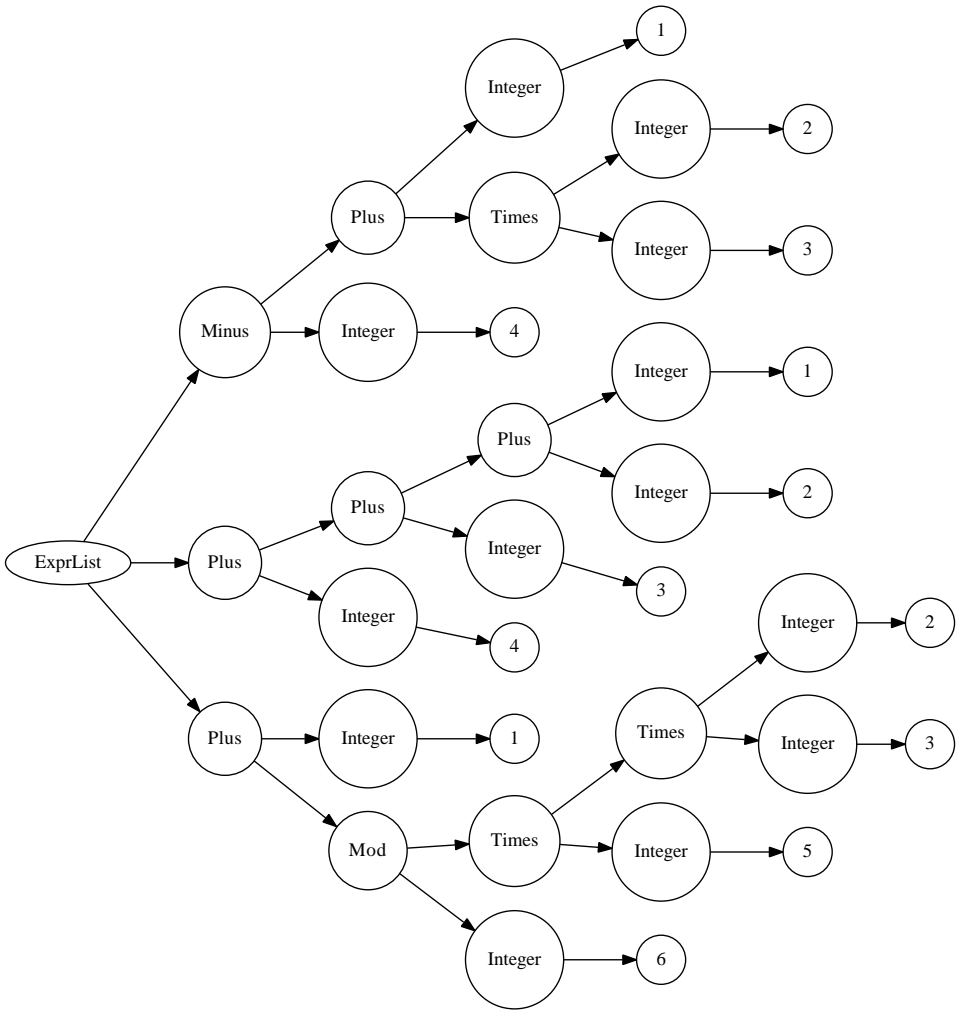 1
Integer
Integer
2
Plus
Times
Integer
3
Minus
Integer
4
Integer
1
Plus
Plus
Integer
2
Integer
3
ExprList
Plus
Integer
4
Integer
2
Plus
Integer
1
Times
Integer
3
Mod
Times
Integer
5
Integer
6